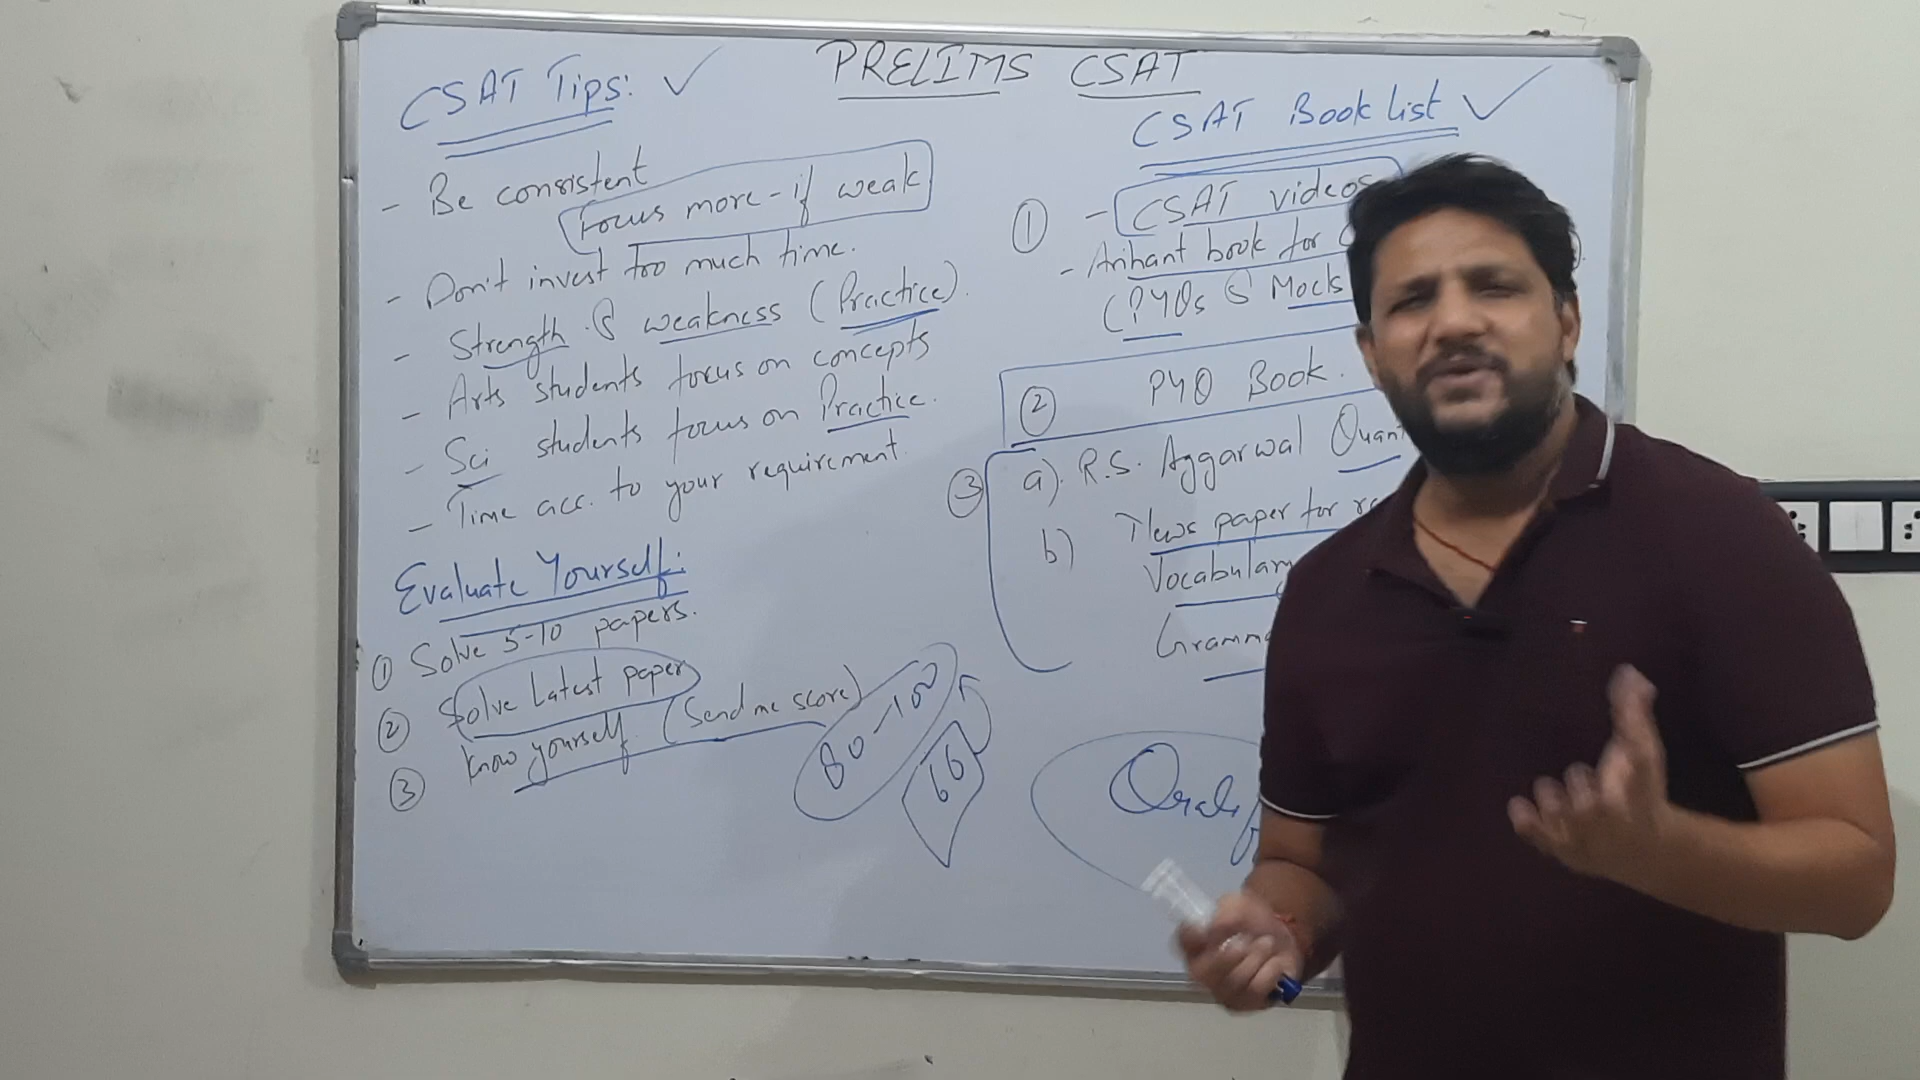 PRELIMS CSAT
CSAT Tips: ✓
- Be consistent
Focus more - if weak
- Don't invest too much time.
- Strength & weakness (Practice).
- Arts students focus on concepts
- Sci students focus on Practice.
- Time acc. to your requirement.
Evaluate Yourself:
① Solve 5-10 papers.
② Solve Latest paper
③ know yourself. (Send me score)
80-100
66
CSAT Book list ✓
① - CSAT videos
- Arihant book for
(PYQs & Mocks
② PYQ Book.
③ a). R.S. Aggarwal
b) News paper for
Vocabulary